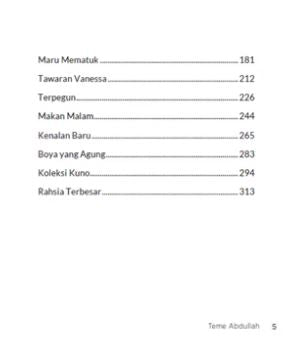 Maru Mematuk ........ 181
Tawaran Vanessa ........ 212
Terpegun ........ 226
Makan Malam ........ 244
Kenalan Baru ........ 265
Boya yang Agung ........ 283
Koleksi Kuno ........ 294
Rahsia Terbesar ........ 313
Teme Abdullah 5